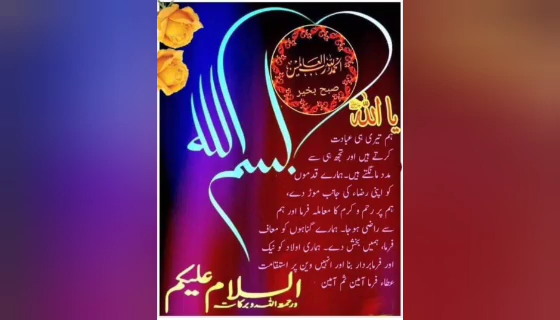 الحمد للہ رب العالمین
صبح بخیر
بسم اللہ
یا اللہ
ہم تیری ہی عبادت
کرتے ہیں اور تجھ ہی سے
مدد مانگتے ہیں۔ہمارے قدموں
کو اپنی رضاء کی جانب موڑ دے،
ہم پر رحم و کرم کا معاملہ فرما اور ہم
سے راضی ہوجا۔ ہمارے گناہوں کو معاف
فرما، ہمیں بخش دے۔ ہماری اولاد کو نیک
اور فرمابردار بنا اور انہیں دین پر استقامت
عطاء فرما آمین ثم آمین
السلام علیکم
ورحمۃ اللہ وبرکاتہ